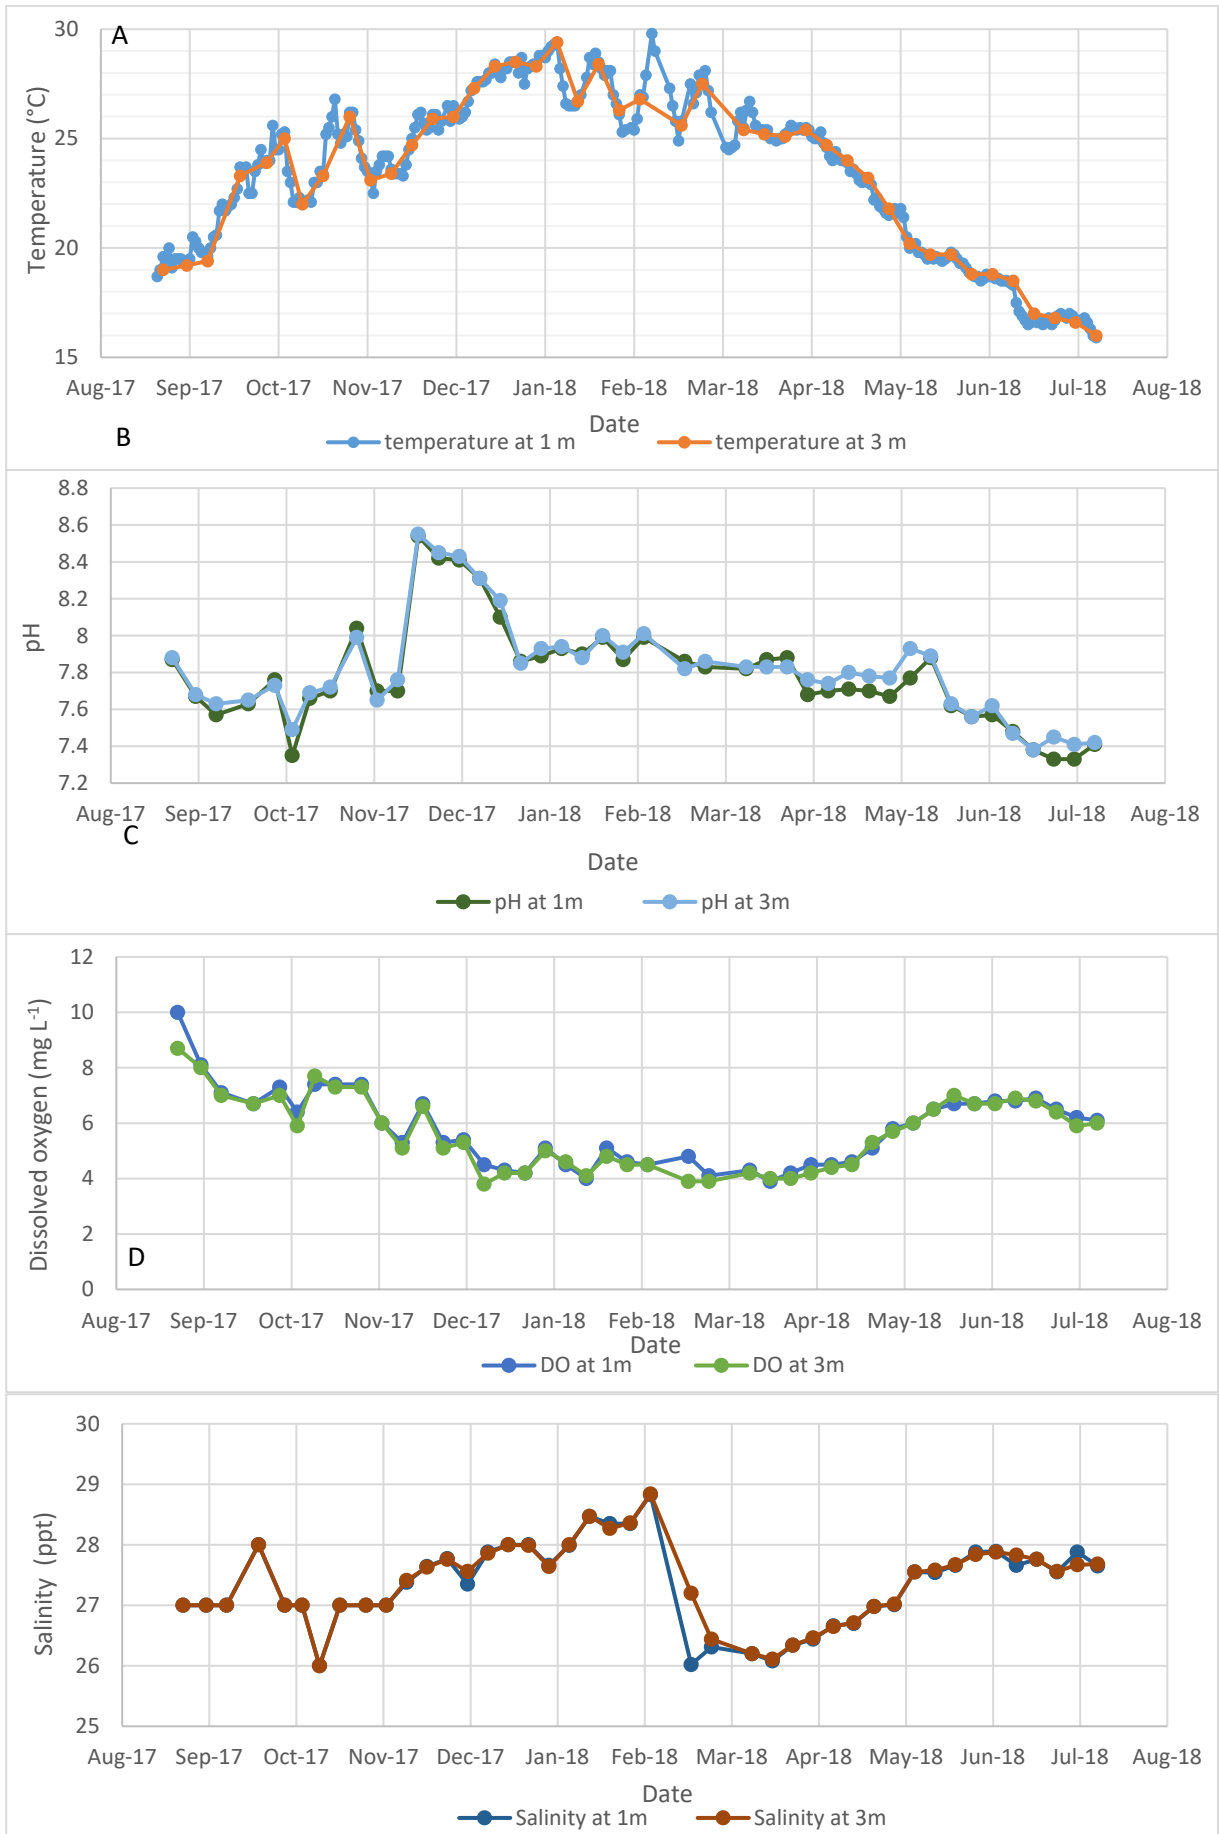 A
30
25
20
15
Temperature (°C)
Aug-17 Sep-17 Oct-17 Nov-17 Dec-17 Jan-18 Feb-18 Mar-18 Apr-18 May-18 Jun-18 Jul-18 Aug-18
Date
B
temperature at 1 m temperature at 3 m
8.8
8.6
8.4
8.2
8
7.8
7.6
7.4
7.2
pH
Aug-17 Sep-17 Oct-17 Nov-17 Dec-17 Jan-18 Feb-18 Mar-18 Apr-18 May-18 Jun-18 Jul-18 Aug-18
C
Date
pH at 1m pH at 3m
12
10
8
6
4
2
0
Dissolved oxygen (mg L⁻¹)
D
Aug-17 Sep-17 Oct-17 Nov-17 Dec-17 Jan-18 Feb-18 Mar-18 Apr-18 May-18 Jun-18 Jul-18 Aug-18
Date
DO at 1m DO at 3m
30
29
28
27
26
25
Salinity (ppt)
Aug-17 Sep-17 Oct-17 Nov-17 Dec-17 Jan-18 Feb-18 Mar-18 Apr-18 May-18 Jun-18 Jul-18 Aug-18
Date
Salinity at 1m Salinity at 3m